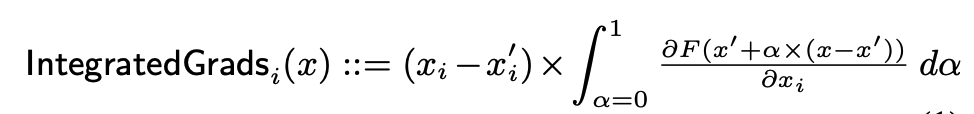 IntegratedGrads_i(x) ::= (x_i − x′_i) × ∫_{α=0}^{1} ∂F(x′+α×(x−x′))/∂x_i dα